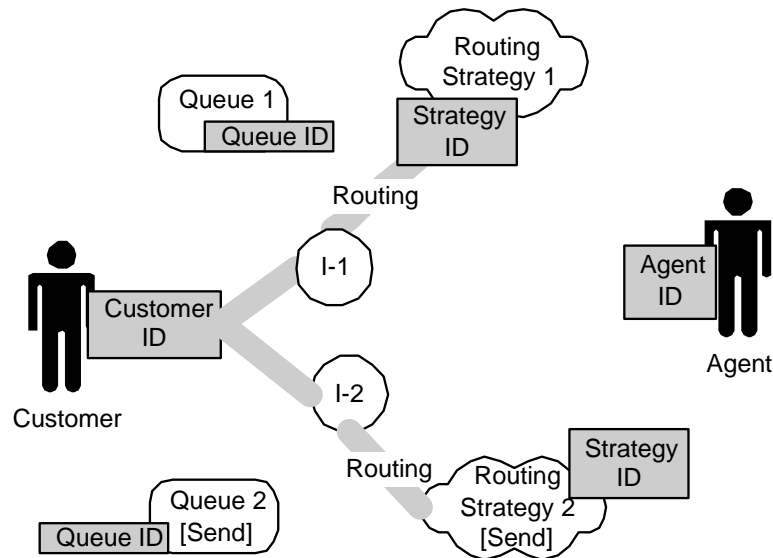 Routing
Strategy 1
Queue 1
Queue ID
Strategy
ID
Routing
I-1
Agent
ID
Customer
ID
Agent
Customer
I-2
Routing
Routing
Strategy 2
[Send]
Strategy
ID
Queue 2
[Send]
Queue ID